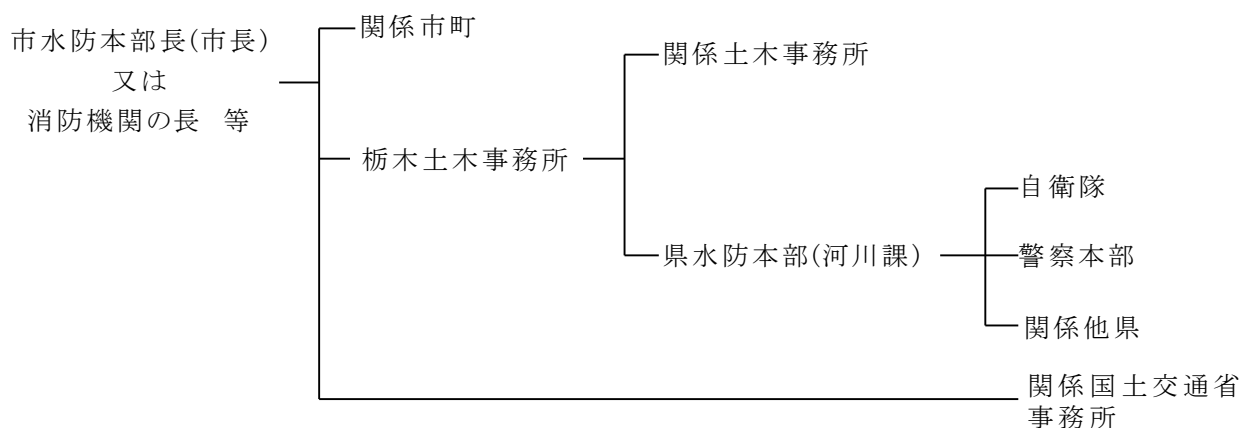 市水防本部長(市長)
又は
消防機関の長 等
関係市町
栃木土木事務所
関係土木事務所
県水防本部(河川課)
自衛隊
警察本部
関係他県
関係国土交通省
事務所